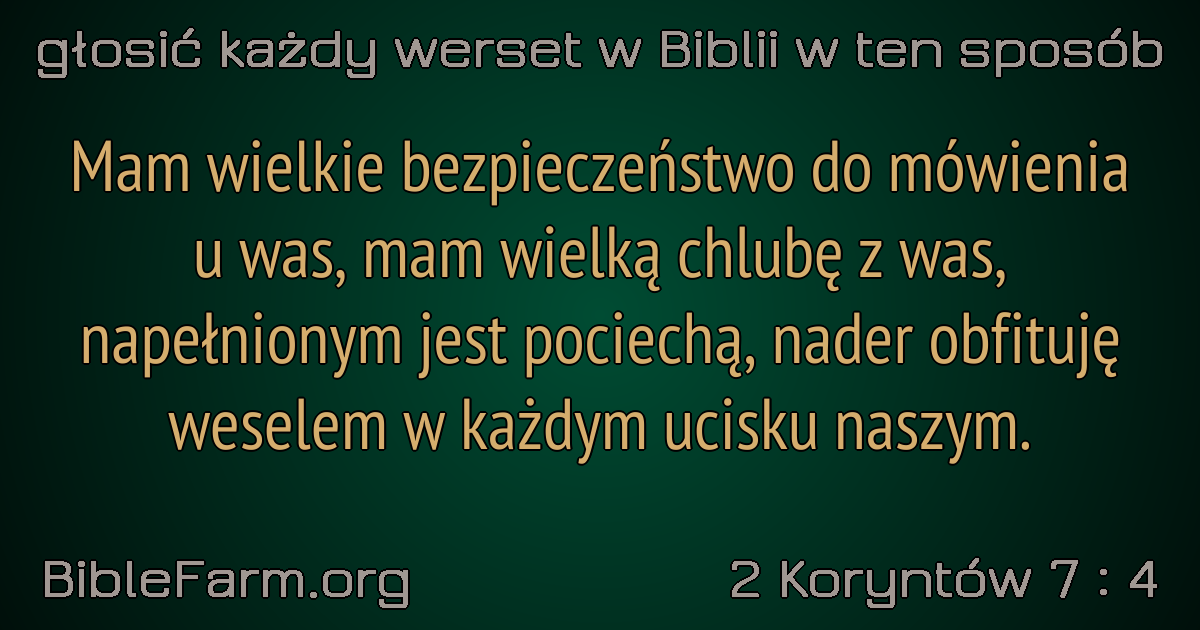 głosić każdy werset w Biblii w ten sposób
Mam wielkie bezpieczeństwo do mówienia
u was, mam wielką chlubę z was,
napełnionym jest pociechą, nader obfituję
weselem w każdym ucisku naszym.
BibleFarm.org
2 Koryntów 7 : 4